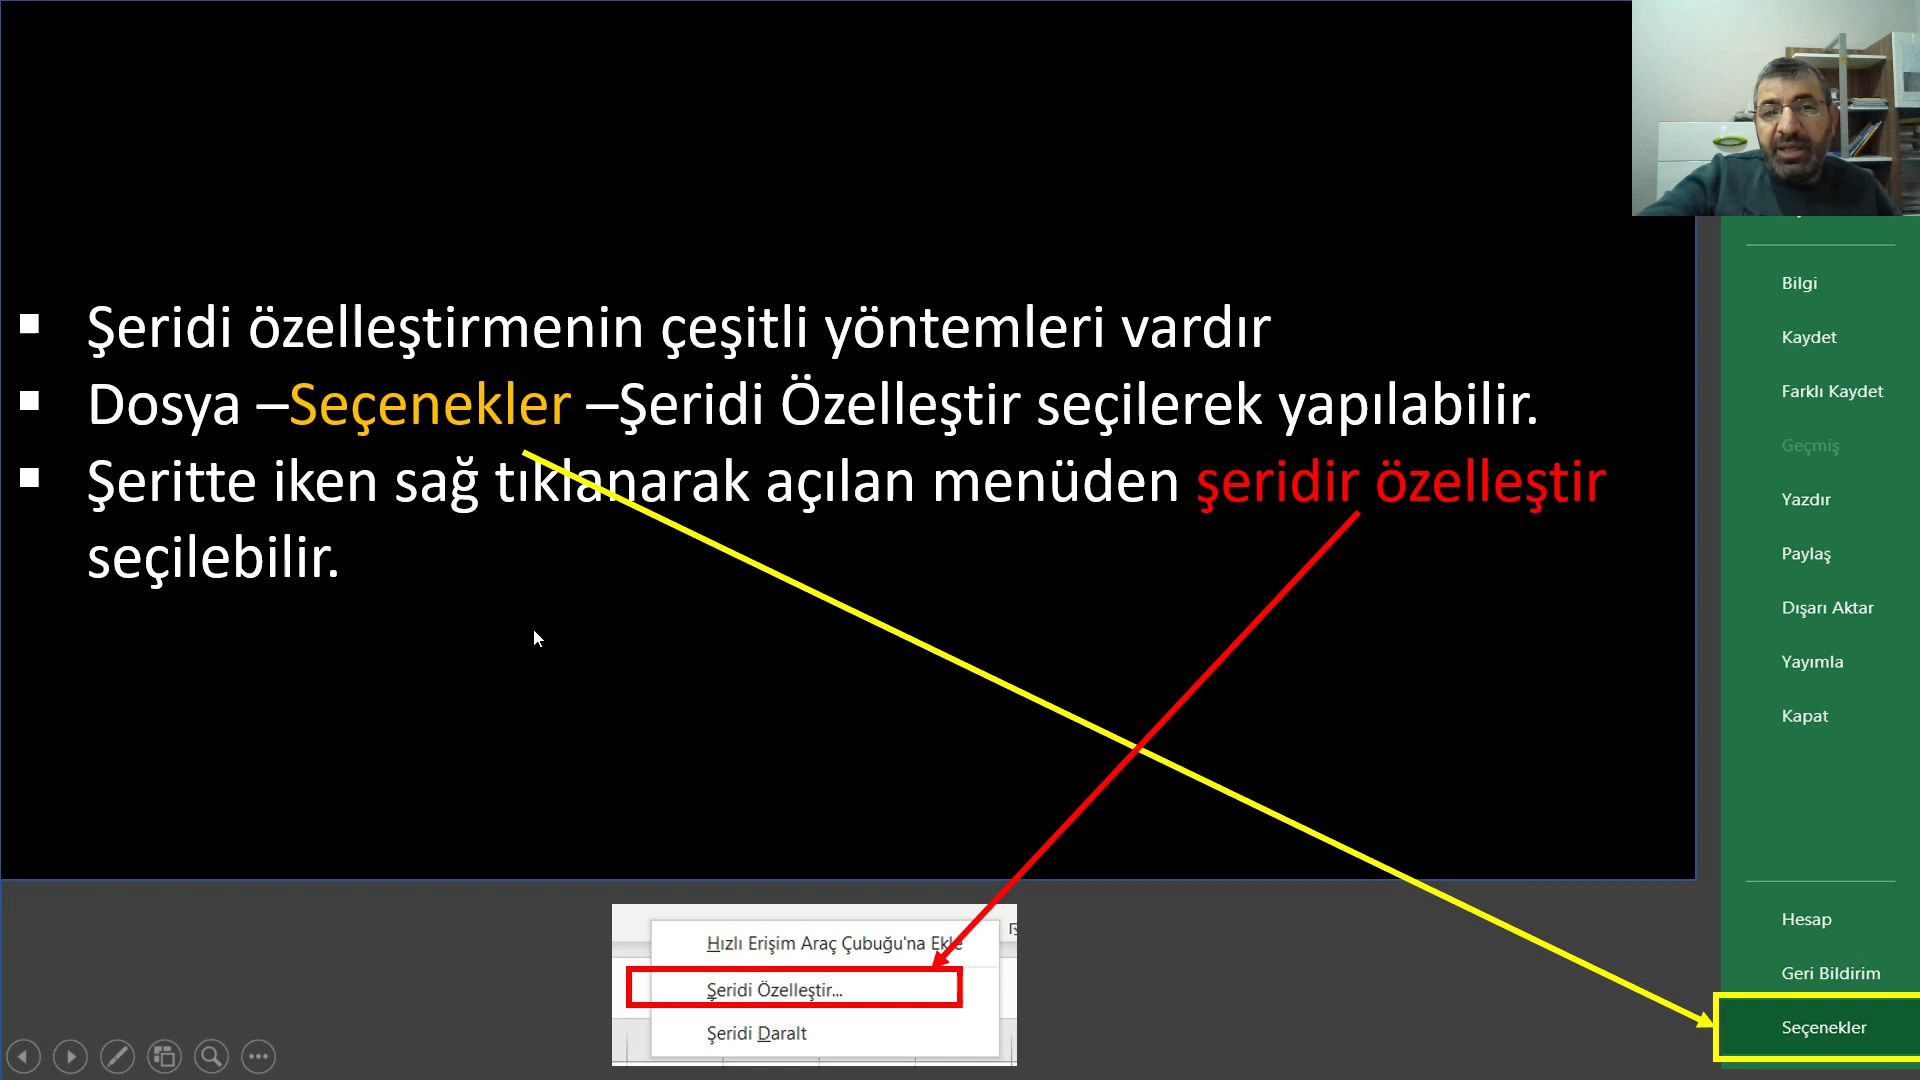 ▪ Şeridi özelleştirmenin çeşitli yöntemleri vardır
▪ Dosya –Seçenekler –Şeridi Özelleştir seçilerek yapılabilir.
▪ Şeritte iken sağ tıklanarak açılan menüden şeridir özelleştir
seçilebilir.
Bilgi
Kaydet
Farklı Kaydet
Geçmiş
Yazdır
Paylaş
Dışarı Aktar
Yayımla
Kapat
Hesap
Geri Bildirim
Seçenekler
Hızlı Erişim Araç Çubuğu'na Ekle
Şeridi Özelleştir...
Şeridi Daralt